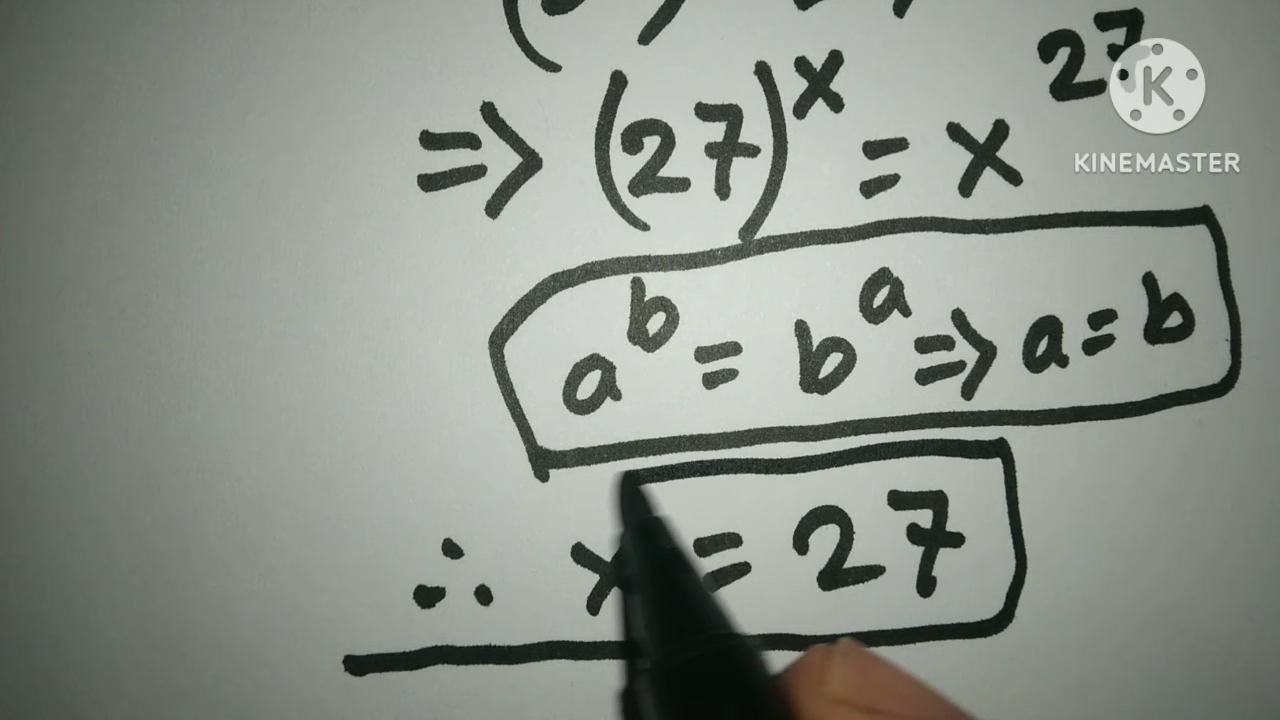 => (27)^x = x^27
K
KINEMASTER
a^b = b^a => a = b
∴ x = 27